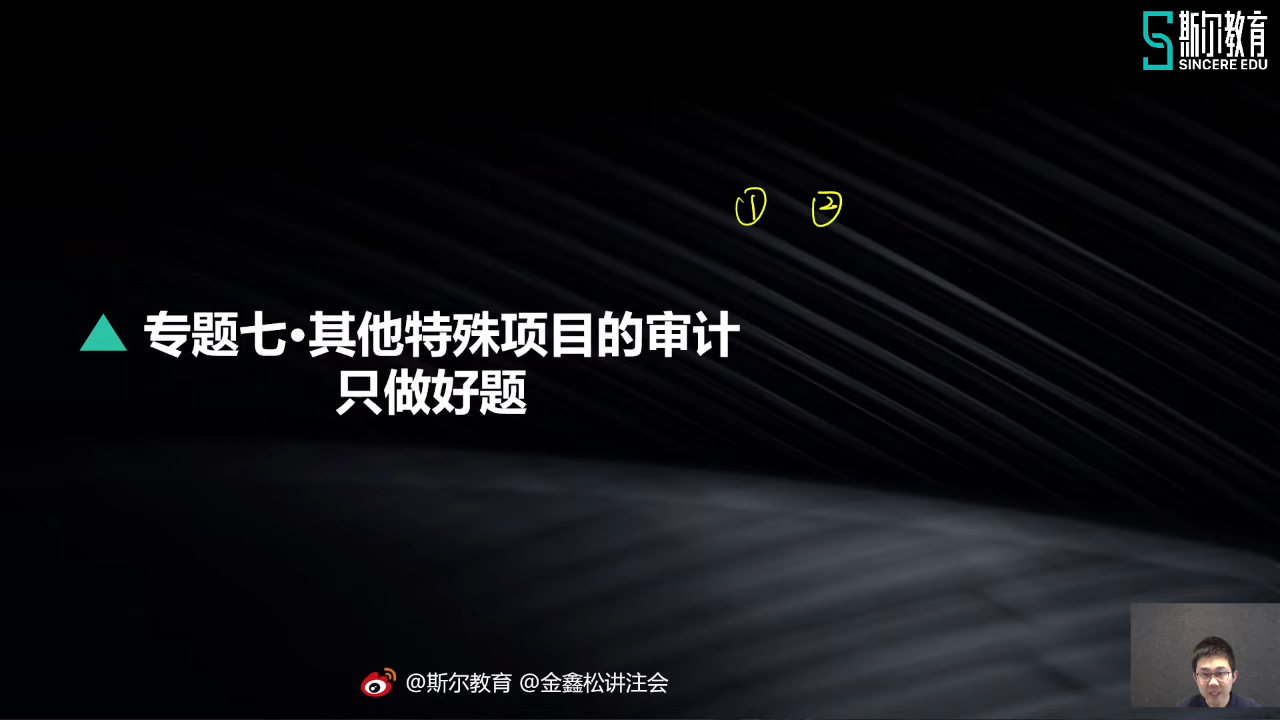 斯尔教育
SINCERE EDU
① ②
专题七·其他特殊项目的审计
只做好题
@斯尔教育 @金鑫松讲注会